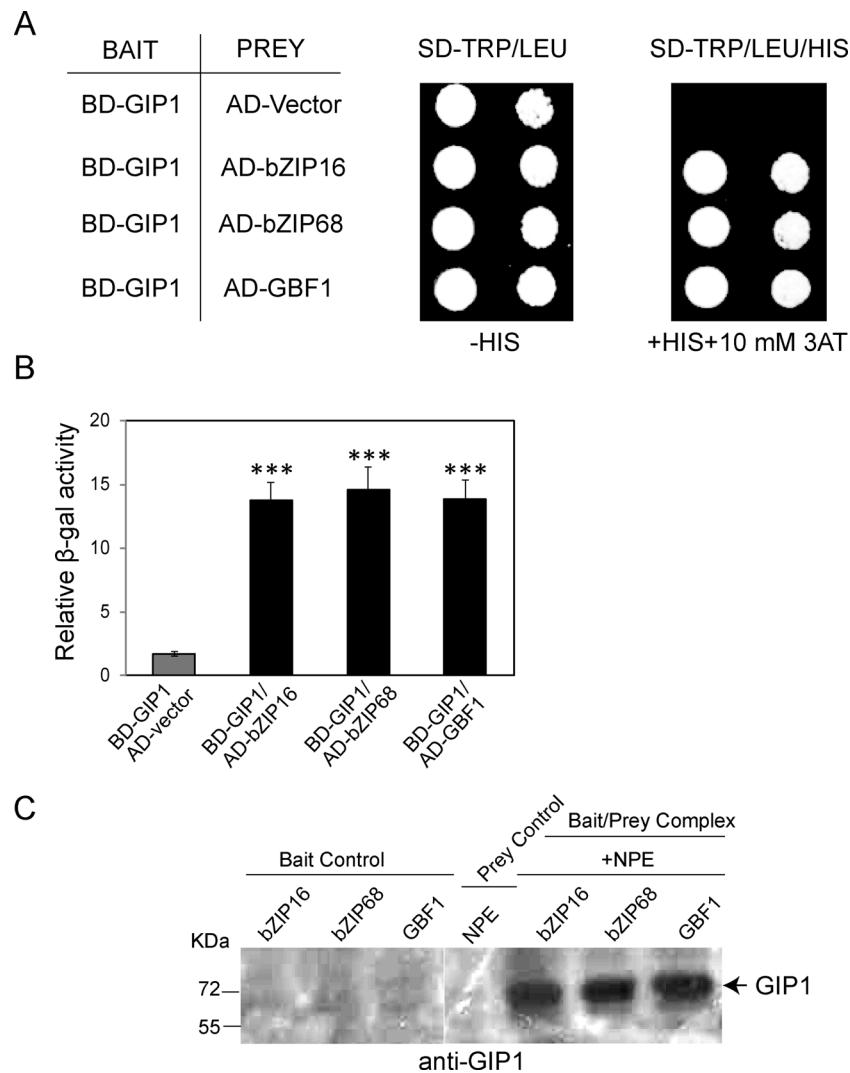 A
BAIT PREY SD-TRP/LEU SD-TRP/LEU/HIS
BD-GIP1 AD-Vector
BD-GIP1 AD-bZIP16
BD-GIP1 AD-bZIP68
BD-GIP1 AD-GBF1
-HIS +HIS+10 mM 3AT
B
Relative β-gal activity
20
15
10
5
0
*** *** ***
BD-GIP1
AD-vector
BD-GIP1/
AD-bZIP16
BD-GIP1/
AD-bZIP68
BD-GIP1/
AD-GBF1
C
Bait Control
Prey Control
Bait/Prey Complex
+NPE
bZIP16 bZIP68 GBF1 NPE bZIP16 bZIP68 GBF1
KDa
72
55
GIP1
anti-GIP1